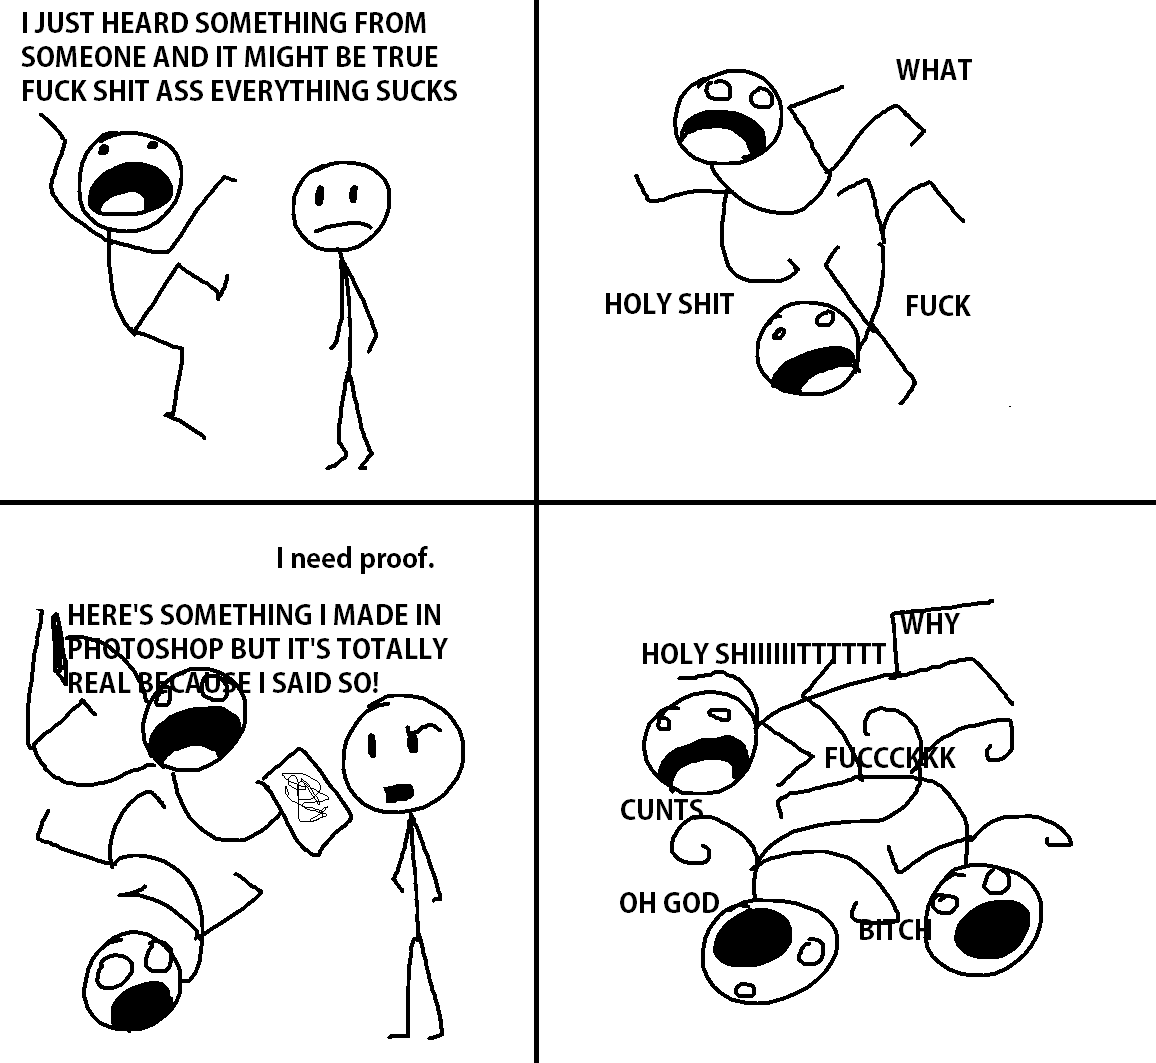 I JUST HEARD SOMETHING FROM
SOMEONE AND IT MIGHT BE TRUE
FUCK SHIT ASS EVERYTHING SUCKS
WHAT
HOLY SHIT
FUCK
I need proof.
HERE'S SOMETHING I MADE IN
PHOTOSHOP BUT IT'S TOTALLY
REAL BECAUSE I SAID SO!
WHY
HOLY SHIIIIIITTTTTT
FUCCCKKK
CUNTS
OH GOD
BITCH